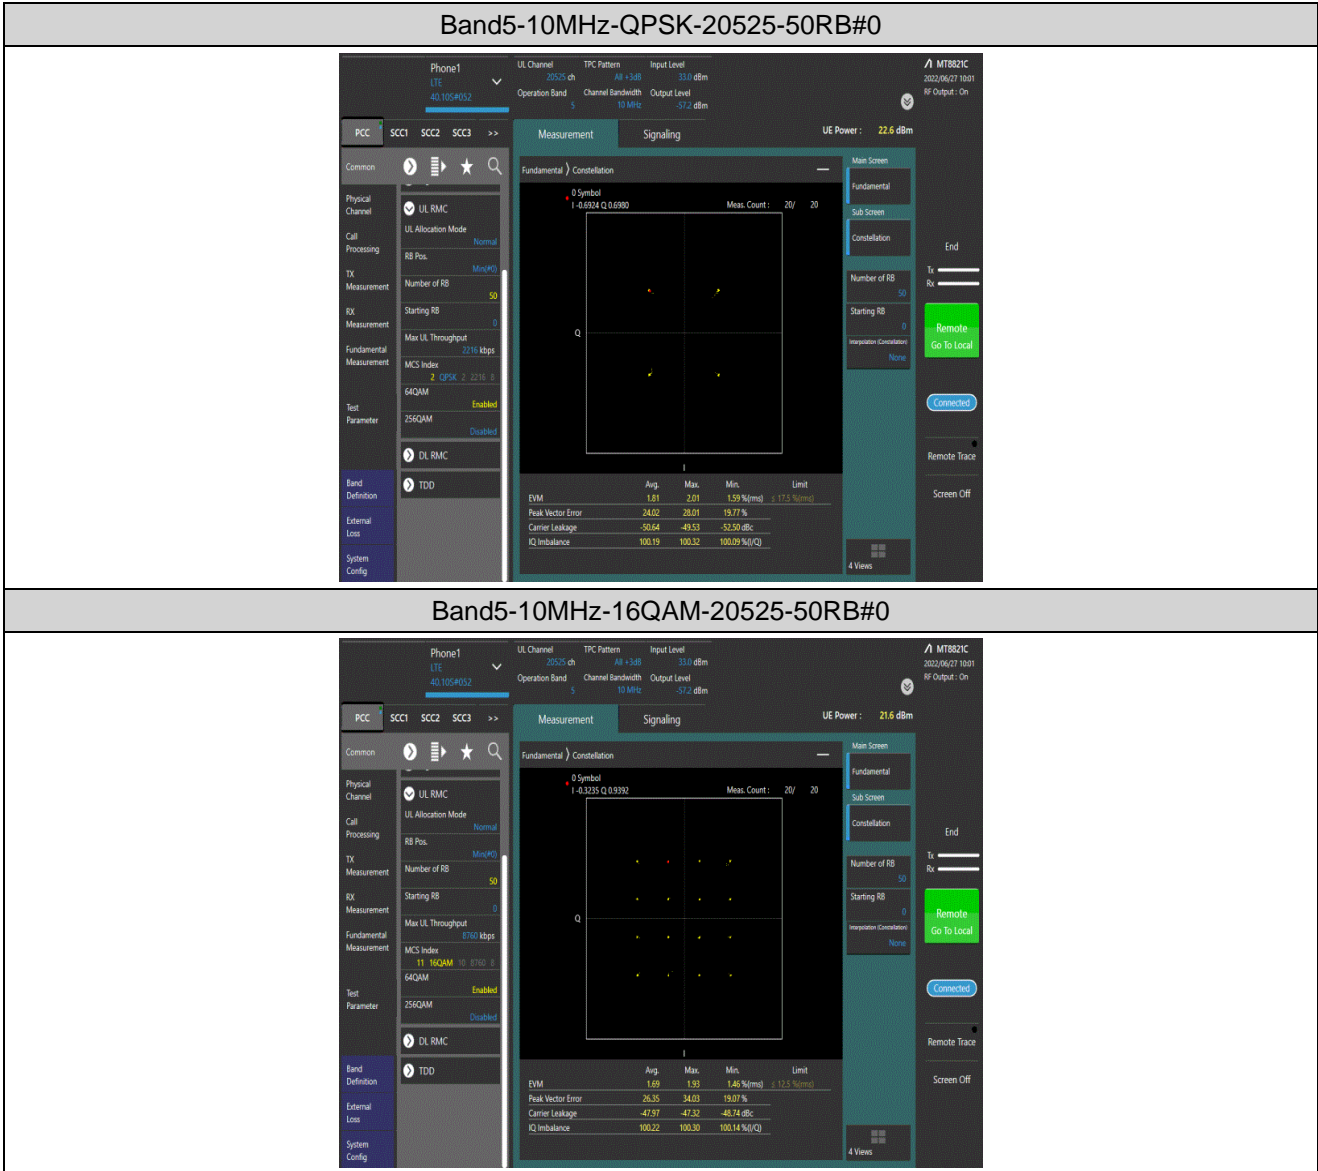 Band5-10MHz-QPSK-20525-50RB#0
Phone1
LTE
40.105#052
UL Channel TPC Pattern Input Level
20525 ch All +3dB 33.0 dBm
Operation Band Channel Bandwidth Output Level
5 10 MHz -57.2 dBm
MT8821C
2022/06/27 10:01
RF Output : On
PCC SCC1 SCC2 SCC3 >>
Measurement Signaling
UE Power : 22.6 dBm
Common
Physical
Channel
Call
Processing
TX
Measurement
RX
Measurement
Fundamental
Measurement
Test
Parameter
Band
Definition
External
Loss
System
Config
UL RMC
UL Allocation Mode
Normal
RB Pos.
Min(#0)
Number of RB
50
Starting RB
0
Max UL Throughput
2216 kbps
MCS Index
2 QPSK 2 2216 8
64QAM
Enabled
256QAM
Disabled
DL RMC
TDD
Fundamental Constellation
0 Symbol
I -0.6924 Q 0.6980
Meas. Count : 20/ 20
Q
I
Avg. Max. Min. Limit
EVM 1.81 2.01 1.59 %(rms) ≤ 17.5 %(rms)
Peak Vector Error 24.02 28.01 19.77 %
Carrier Leakage -50.64 -49.53 -52.50 dBc
IQ Imbalance 100.19 100.32 100.09 %(I/Q)
Main Screen
Fundamental
Sub Screen
Constellation
Number of RB
50
Starting RB
0
Interpolation (Constellation)
None
4 Views
End
Tx
Rx
Remote
Go To Local
Connected
Remote Trace
Screen Off
Band5-10MHz-16QAM-20525-50RB#0
Phone1
LTE
40.105#052
UL Channel TPC Pattern Input Level
20525 ch All +3dB 33.0 dBm
Operation Band Channel Bandwidth Output Level
5 10 MHz -57.2 dBm
MT8821C
2022/06/27 10:01
RF Output : On
PCC SCC1 SCC2 SCC3 >>
Measurement Signaling
UE Power : 21.6 dBm
Common
Physical
Channel
Call
Processing
TX
Measurement
RX
Measurement
Fundamental
Measurement
Test
Parameter
Band
Definition
External
Loss
System
Config
UL RMC
UL Allocation Mode
Normal
RB Pos.
Min(#0)
Number of RB
50
Starting RB
0
Max UL Throughput
8760 kbps
MCS Index
11 16QAM 10 8760 8
64QAM
Enabled
256QAM
Disabled
DL RMC
TDD
Fundamental Constellation
0 Symbol
I -0.3235 Q 0.9392
Meas. Count : 20/ 20
Q
I
Avg. Max. Min. Limit
EVM 1.69 1.93 1.46 %(rms) ≤ 12.5 %(rms)
Peak Vector Error 26.35 34.03 19.07 %
Carrier Leakage -47.97 -47.32 -48.74 dBc
IQ Imbalance 100.22 100.30 100.14 %(I/Q)
Main Screen
Fundamental
Sub Screen
Constellation
Number of RB
50
Starting RB
0
Interpolation (Constellation)
None
4 Views
End
Tx
Rx
Remote
Go To Local
Connected
Remote Trace
Screen Off